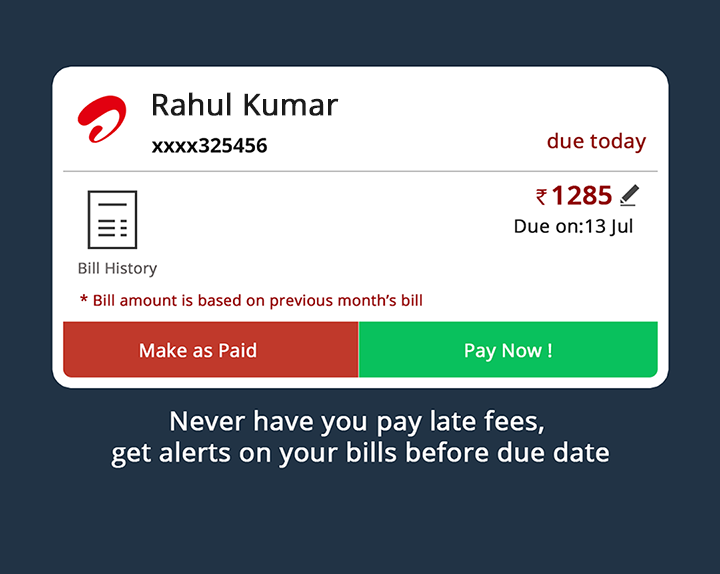 Rahul Kumar
xxxx325456
due today
₹1285
Due on:13 Jul
Bill History
* Bill amount is based on previous month’s bill
Make as Paid
Pay Now !
Never have you pay late fees,
get alerts on your bills before due date